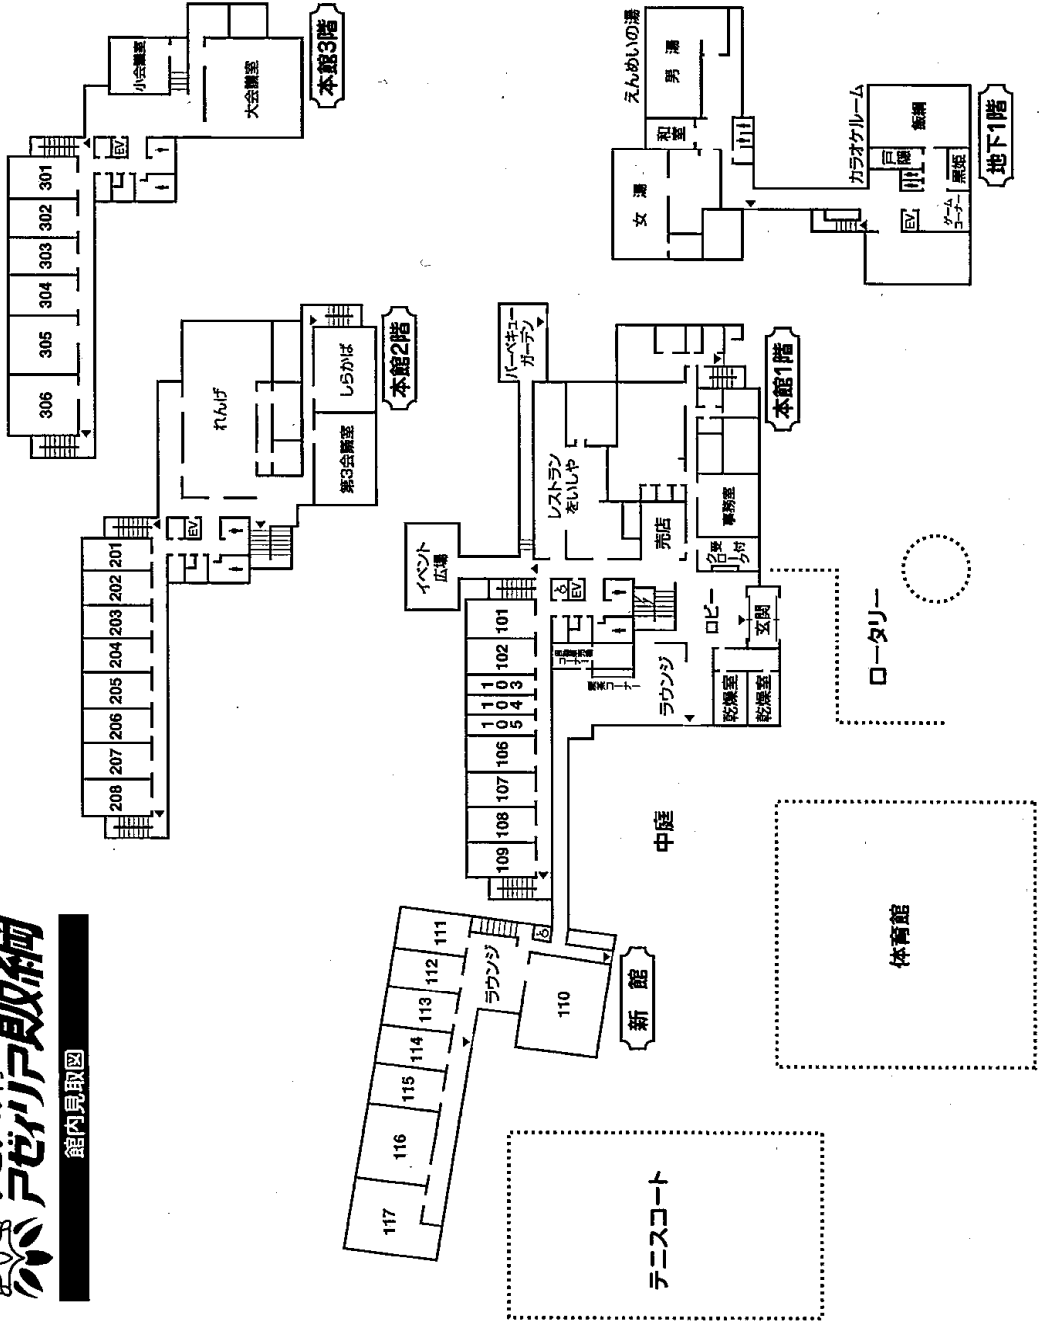 アゼィリア飯綱
館内見取図
本館3階
301
302
303
304
305
306
小会議室
大会議室
EV
本館2階
201
202
203
204
205
206
207
208
EV
れんげ
第3会議室
しらかば
本館1階
イベント
広場
バーベキュー
ガーデン
レストラン
をいしや
売店
事務室
受付
クローク
ロビー
玄関
ラウンジ
乾燥室
乾燥室
EV
101
102
103
104
105
106
107
108
109
中庭
ロータリー
新館
110
111
112
113
114
115
116
117
ラウンジ
体育館
テニスコート
地下1階
えんめいの湯
男湯
和室
女湯
カラオケルーム
飯綱
戸隠
黒姫
ゲーム
コーナー
EV